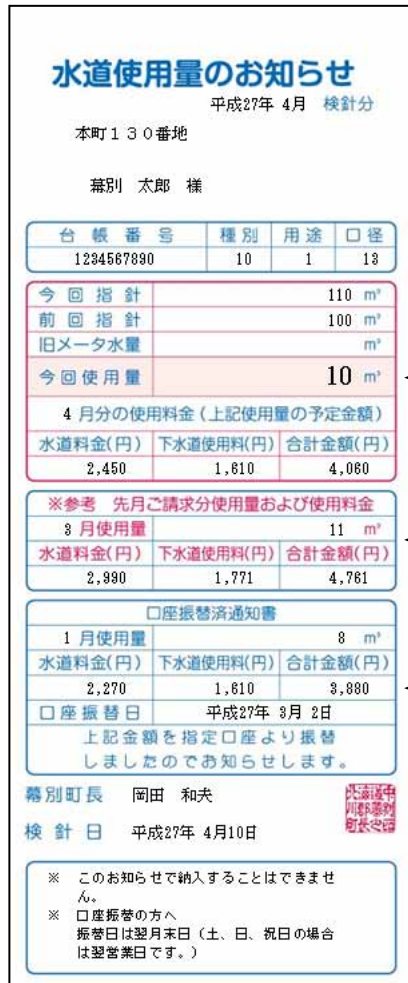 水道使用量のお知らせ
平成27年 4月 検針分
本町１３０番地
幕別 太郎 様
台帳番号 種別 用途 口径
1234567890 10 1 13
今回指針 110 m³
前回指針 100 m³
旧メータ水量 m³
今回使用量 10 m³
4 月分の使用料金（上記使用量の予定金額）
水道料金(円) 下水道使用料(円) 合計金額(円)
2,450 1,610 4,060
※参考 先月ご請求分使用量および使用料金
3 月使用量 11 m³
水道料金(円) 下水道使用料(円) 合計金額(円)
2,990 1,771 4,761
口座振替済通知書
1 月使用量 8 m³
水道料金(円) 下水道使用料(円) 合計金額(円)
2,270 1,610 3,880
口座振替日 平成27年 3月 2日
上記金額を指定口座より振替
しましたのでお知らせします。
幕別町長 岡田 和夫
検針日 平成27年 4月10日
※ このお知らせで納入することはできませ
ん。
※ 口座振替の方へ
振替日は翌月末日（土、日、祝日の場合
は翌営業日です。）